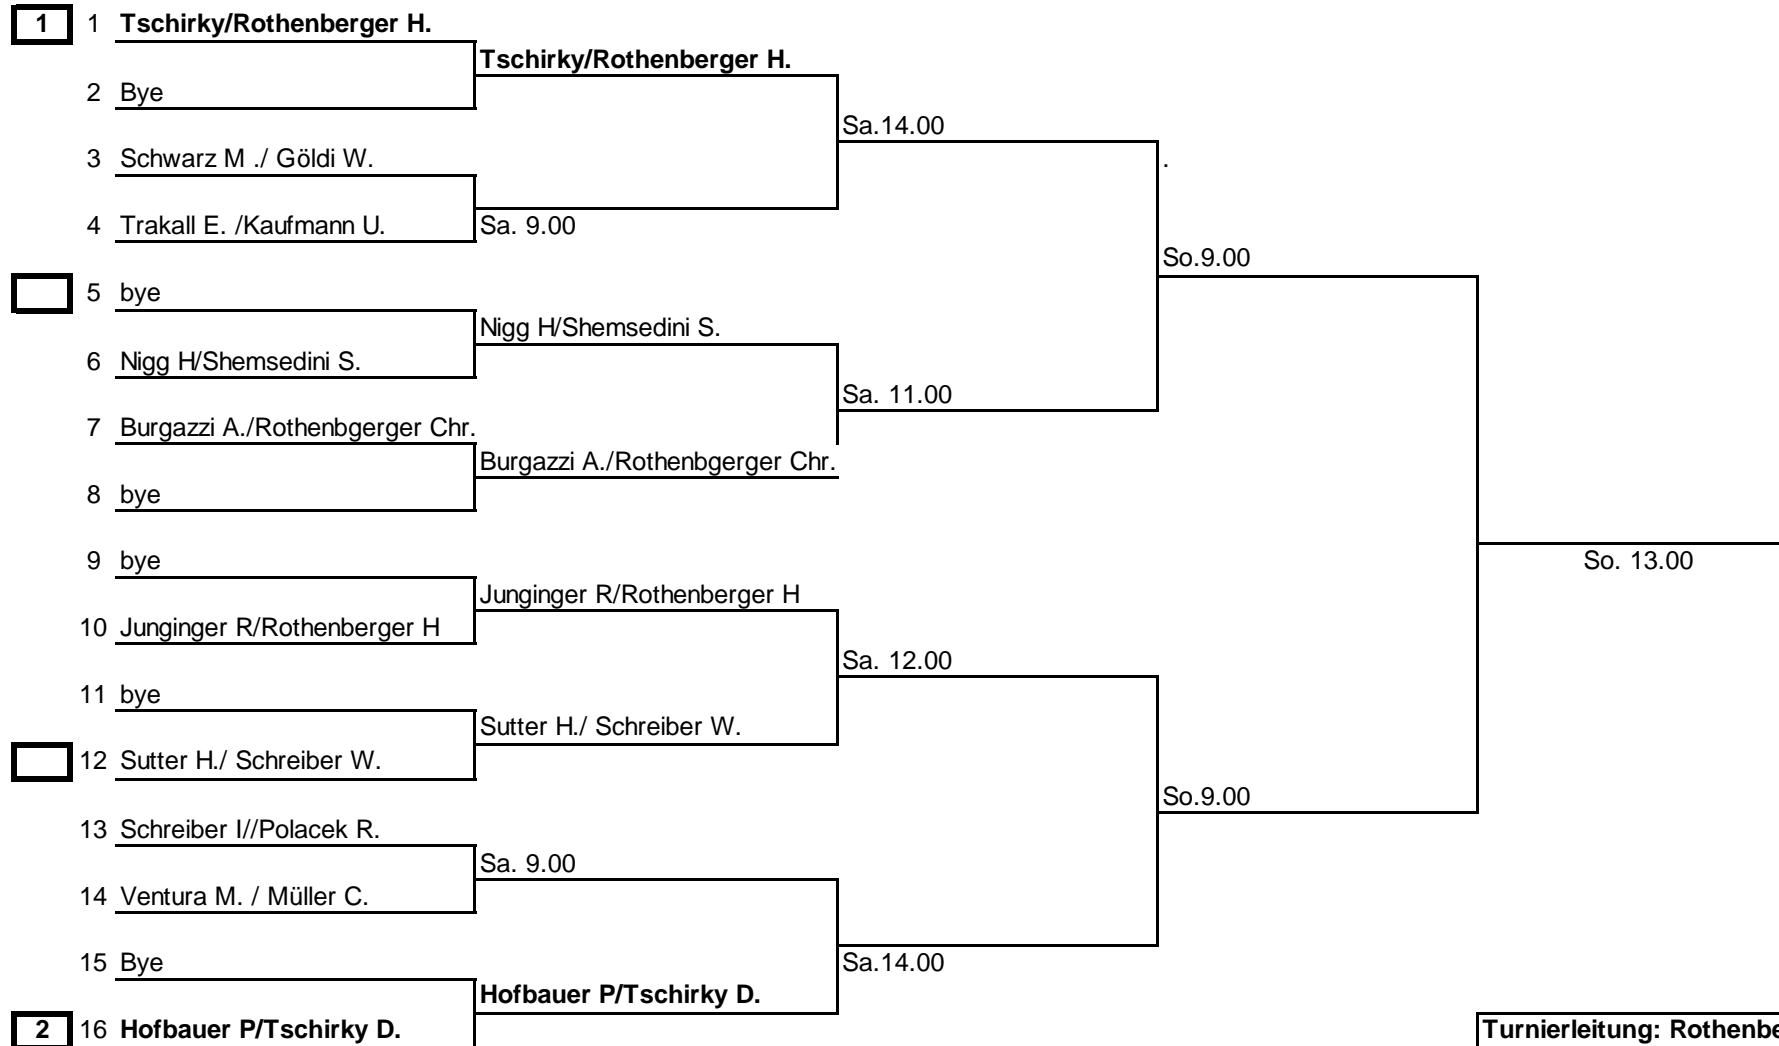 1 1 Tschirky/Rothenberger H.
Tschirky/Rothenberger H.
2 Bye
Sa.14.00
3 Schwarz M ./ Göldi W.
.
4 Trakall E. /Kaufmann U.
Sa. 9.00
So.9.00
5 bye
Nigg H/Shemsedini S.
6 Nigg H/Shemsedini S.
Sa. 11.00
7 Burgazzi A./Rothenbgerger Chr.
Burgazzi A./Rothenbgerger Chr.
8 bye
9 bye
So. 13.00
Junginger R/Rothenberger H
10 Junginger R/Rothenberger H
Sa. 12.00
11 bye
Sutter H./ Schreiber W.
12 Sutter H./ Schreiber W.
So.9.00
13 Schreiber I//Polacek R.
Sa. 9.00
14 Ventura M. / Müller C.
15 Bye
Sa.14.00
Hofbauer P/Tschirky D.
2 16 Hofbauer P/Tschirky D.
Turnierleitung: